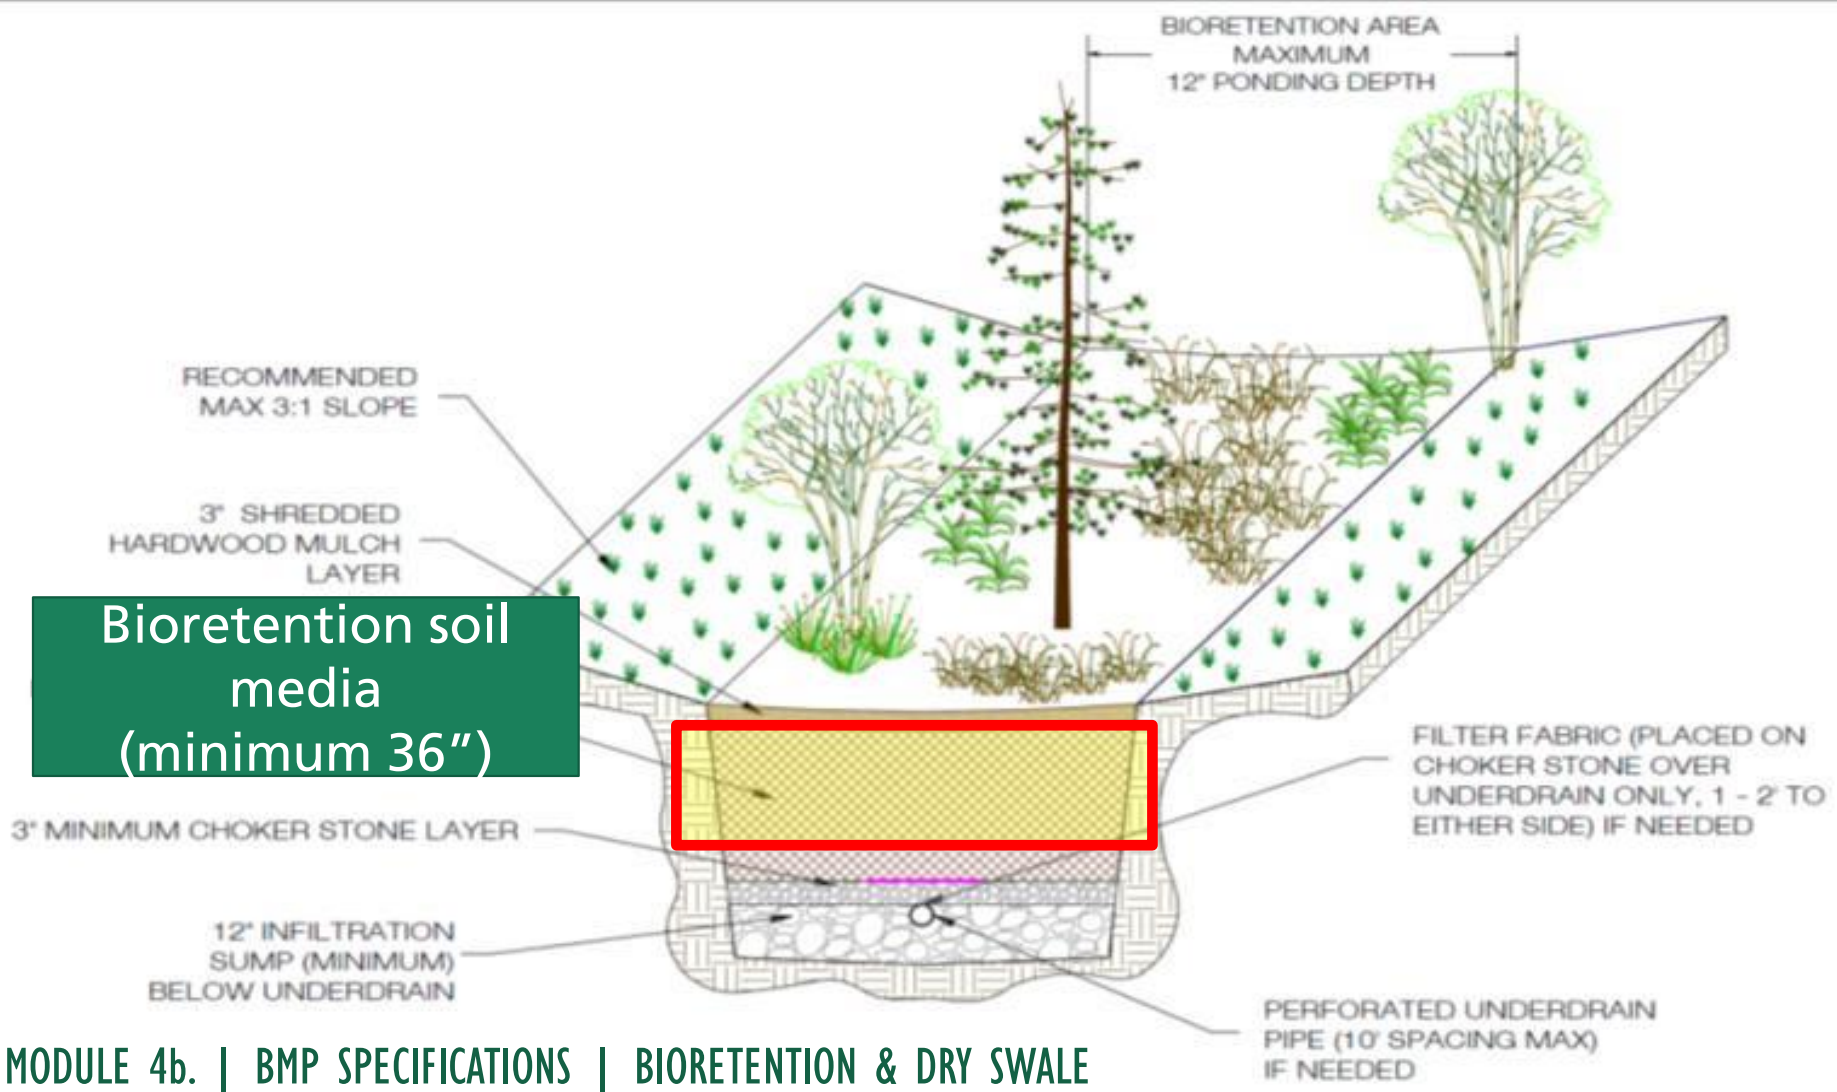 BIORETENTION AREA
MAXIMUM
12" PONDING DEPTH
RECOMMENDED
MAX 3:1 SLOPE
3" SHREDDED
HARDWOOD MULCH
LAYER
Bioretention soil
media
(minimum 36”)
3" MINIMUM CHOKER STONE LAYER
12" INFILTRATION
SUMP (MINIMUM)
BELOW UNDERDRAIN
FILTER FABRIC (PLACED ON
CHOKER STONE OVER
UNDERDRAIN ONLY, 1 - 2' TO
EITHER SIDE) IF NEEDED
PERFORATED UNDERDRAIN
PIPE (10' SPACING MAX)
IF NEEDED
MODULE 4b. | BMP SPECIFICATIONS | BIORETENTION & DRY SWALE